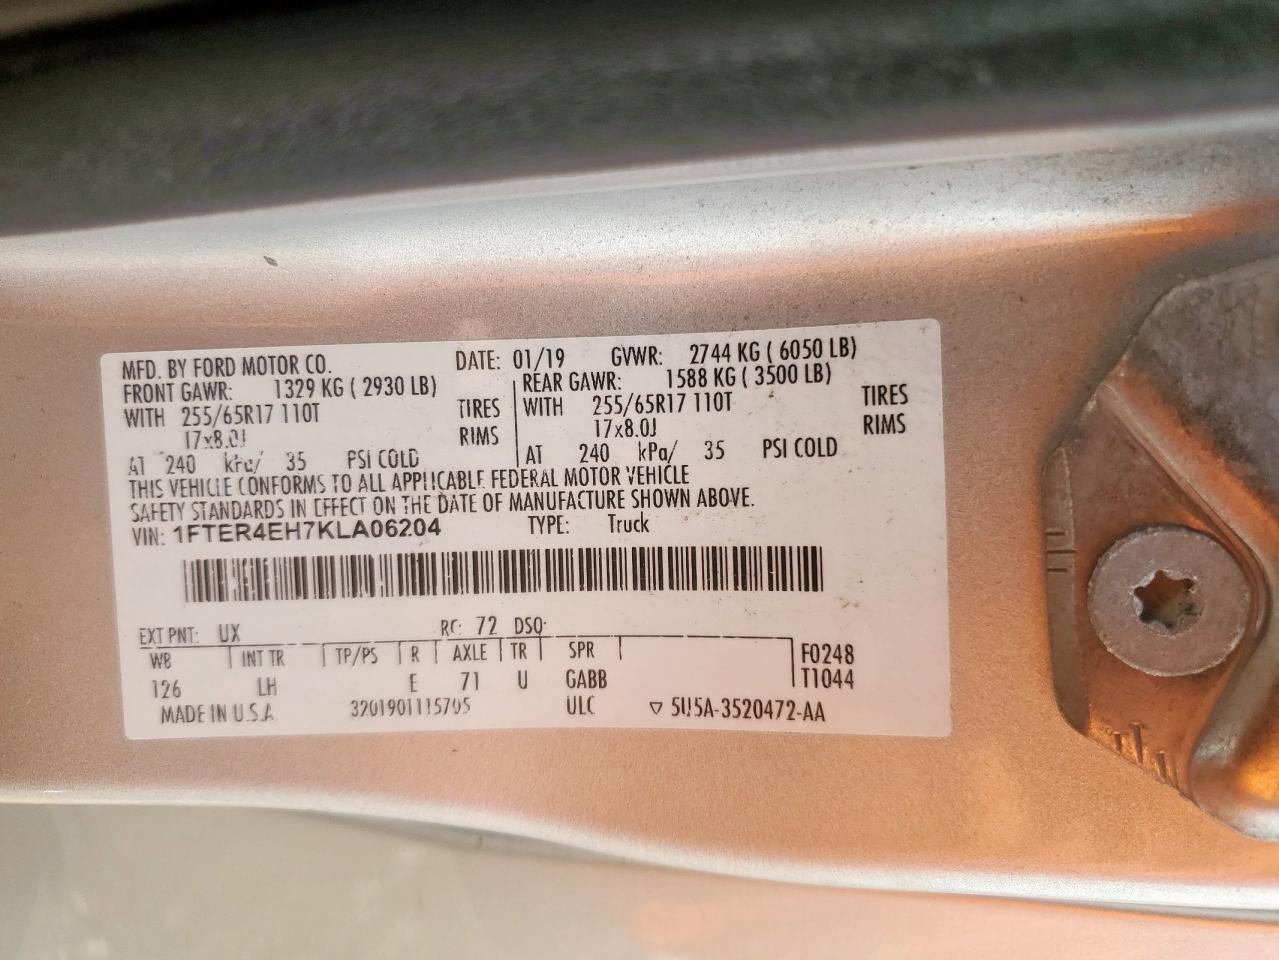 MFD. BY FORD MOTOR CO. DATE: 01/19 GVWR: 2744 KG ( 6050 LB)
FRONT GAWR: 1329 KG ( 2930 LB) REAR GAWR: 1588 KG ( 3500 LB)
WITH 255/65R17 110T TIRES WITH 255/65R17 110T TIRES
17x8.0J RIMS 17x8.0J RIMS
AT 240 kPa/ 35 PSI COLD AT 240 kPa/ 35 PSI COLD
THIS VEHICLE CONFORMS TO ALL APPLICABLE FEDERAL MOTOR VEHICLE
SAFETY STANDARDS IN EFFECT ON THE DATE OF MANUFACTURE SHOWN ABOVE.
VIN: 1FTER4EH7KLA06204 TYPE: Truck
EXT PNT: UX RC: 72 DSO:
WB INT TR TP/PS R AXLE TR SPR F0248
126 LH E 71 U GABB T1044
MADE IN U.S.A. ULC ▽ 5U5A-3520472-AA